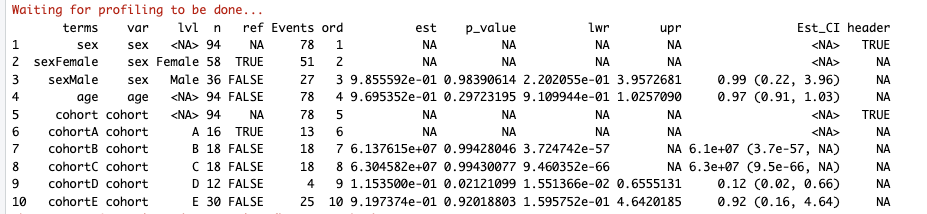 Waiting for profiling to be done...
terms var lvl n ref Events ord est p_value lwr upr Est_CI header
1 sex sex <NA> 94 NA 78 1 NA NA NA NA <NA> TRUE
2 sexFemale sex Female 58 TRUE 51 2 NA NA NA NA <NA> NA
3 sexMale sex Male 36 FALSE 27 3 9.855592e-01 0.98390614 2.202055e-01 3.9572681 0.99 (0.22, 3.96) NA
4 age age <NA> 94 FALSE 78 4 9.695352e-01 0.29723195 9.109944e-01 1.0257090 0.97 (0.91, 1.03) NA
5 cohort cohort <NA> 94 NA 78 5 NA NA NA NA <NA> TRUE
6 cohortA cohort A 16 TRUE 13 6 NA NA NA NA <NA> NA
7 cohortB cohort B 18 FALSE 18 7 6.137615e+07 0.99428046 3.724742e-57 NA 6.1e+07 (3.7e-57, NA) NA
8 cohortC cohort C 18 FALSE 18 8 6.304582e+07 0.99430077 9.460352e-66 NA 6.3e+07 (9.5e-66, NA) NA
9 cohortD cohort D 12 FALSE 4 9 1.153500e-01 0.02121099 1.551366e-02 0.6555131 0.12 (0.02, 0.66) NA
10 cohortE cohort E 30 FALSE 25 10 9.197374e-01 0.92018803 1.595752e-01 4.6420185 0.92 (0.16, 4.64) NA